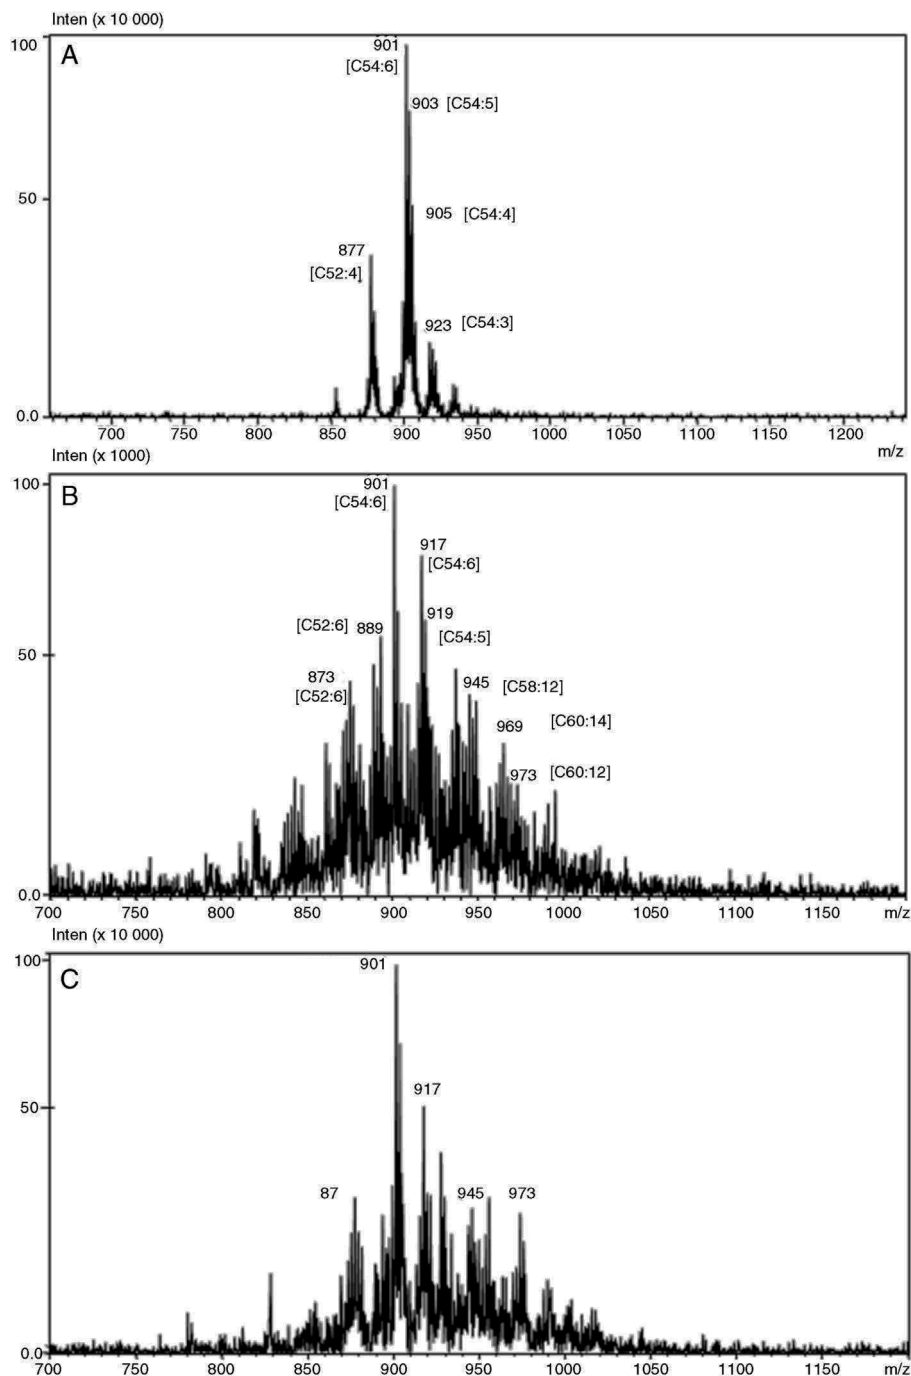 Inten (x 10 000)
100
A
901
[C54:6]
903 [C54:5]
50
905 [C54:4]
877
[C52:4]
923 [C54:3]
0.0
700 750 800 850 900 950 1000 1050 1100 1150 1200
m/z
Inten (x 1000)
100
B
901
[C54:6]
917
[C54:6]
919
[C52:6] 889
[C54:5]
50
873
[C52:6]
945 [C58:12]
969 [C60:14]
973 [C60:12]
0.0
700 750 800 850 900 950 1000 1050 1100 1150 m/z
Inten (x 10 000)
100
C
901
917
50
87 945 973
0.0
700 750 800 850 900 950 1000 1050 1100 1150 m/z